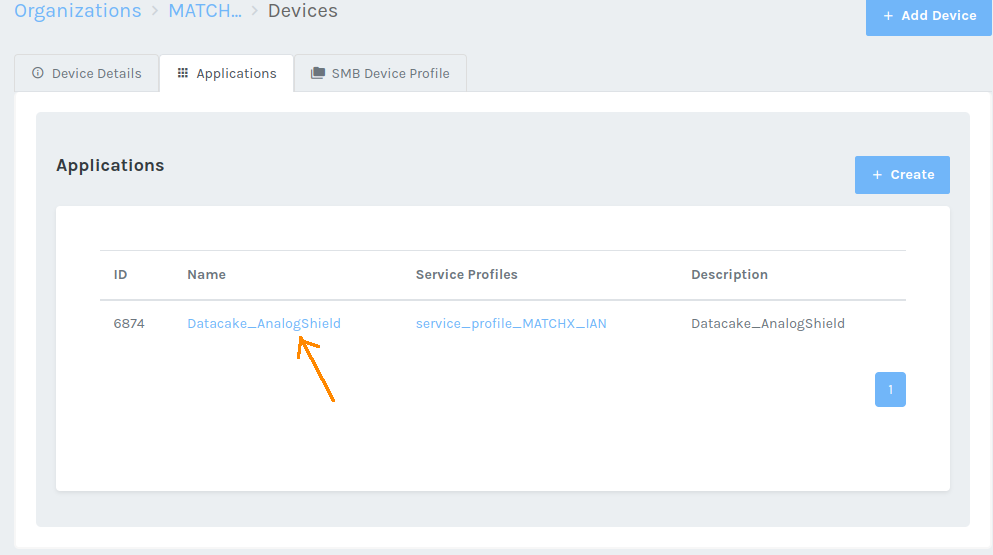 Organizations > MATCH... > Devices
+ Add Device
Device Details
Applications
SMB Device Profile
Applications
+ Create
ID Name Service Profiles Description
6874 Datacake_AnalogShield service_profile_MATCHX_IAN Datacake_AnalogShield
1